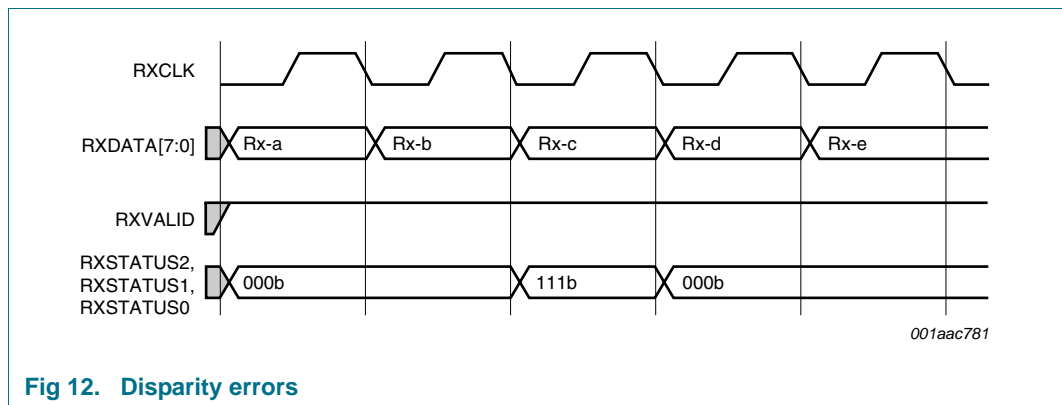 RXCLK
RXDATA[7:0]
Rx-a
Rx-b
Rx-c
Rx-d
Rx-e
RXVALID
RXSTATUS2,
RXSTATUS1,
RXSTATUS0
000b
111b
000b
001aac781
Fig 12. Disparity errors